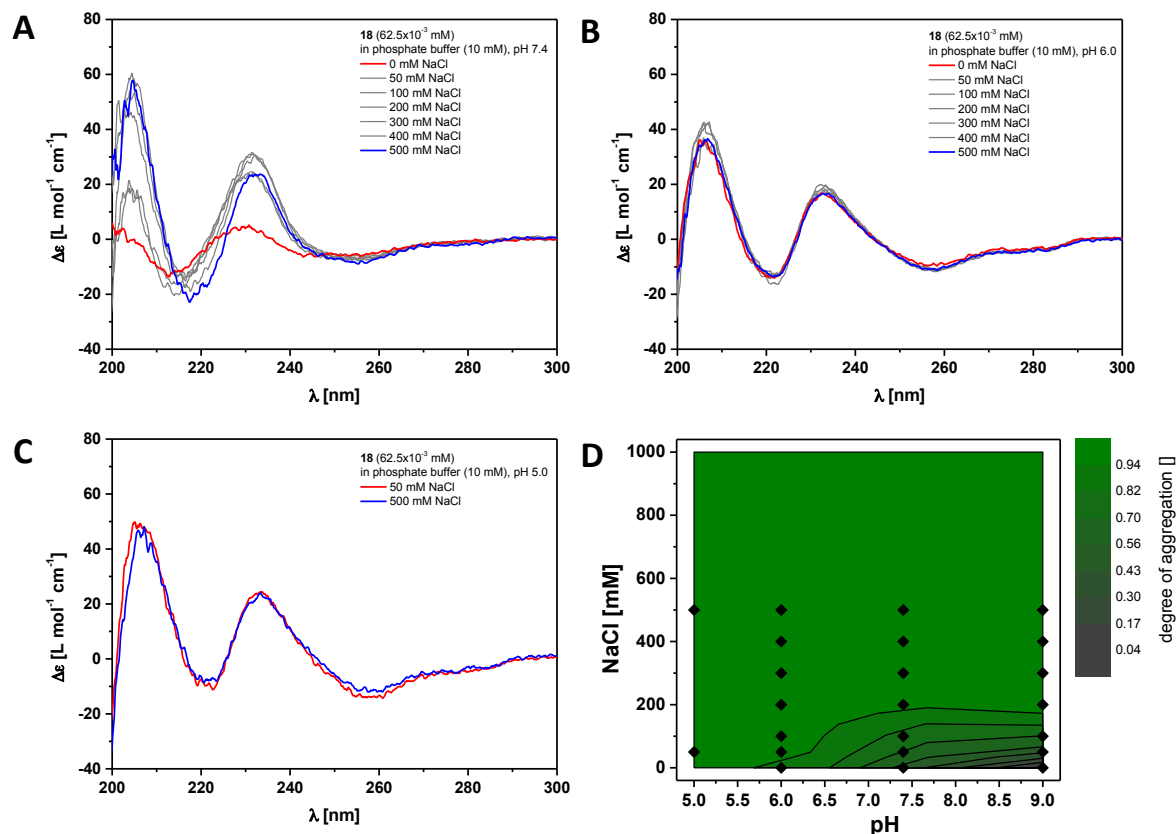 A
18 (62.5x10⁻³ mM)
in phosphate buffer (10 mM), pH 7.4
0 mM NaCl
50 mM NaCl
100 mM NaCl
200 mM NaCl
300 mM NaCl
400 mM NaCl
500 mM NaCl
80
60
40
20
0
-20
-40
Δε [L mol⁻¹ cm⁻¹]
200 220 240 260 280 300
λ [nm]
B
18 (62.5x10⁻³ mM)
in phosphate buffer (10 mM), pH 6.0
0 mM NaCl
50 mM NaCl
100 mM NaCl
200 mM NaCl
300 mM NaCl
400 mM NaCl
500 mM NaCl
80
60
40
20
0
-20
-40
Δε [L mol⁻¹ cm⁻¹]
200 220 240 260 280 300
λ [nm]
C
18 (62.5x10⁻³ mM)
in phosphate buffer (10 mM), pH 5.0
50 mM NaCl
500 mM NaCl
80
60
40
20
0
-20
-40
Δε [L mol⁻¹ cm⁻¹]
200 220 240 260 280 300
λ [nm]
D
1000
800
600
400
200
0
NaCl [mM]
5.0 5.5 6.0 6.5 7.0 7.5 8.0 8.5 9.0
pH
0.94
0.82
0.70
0.56
0.43
0.30
0.17
0.04
degree of aggregation []